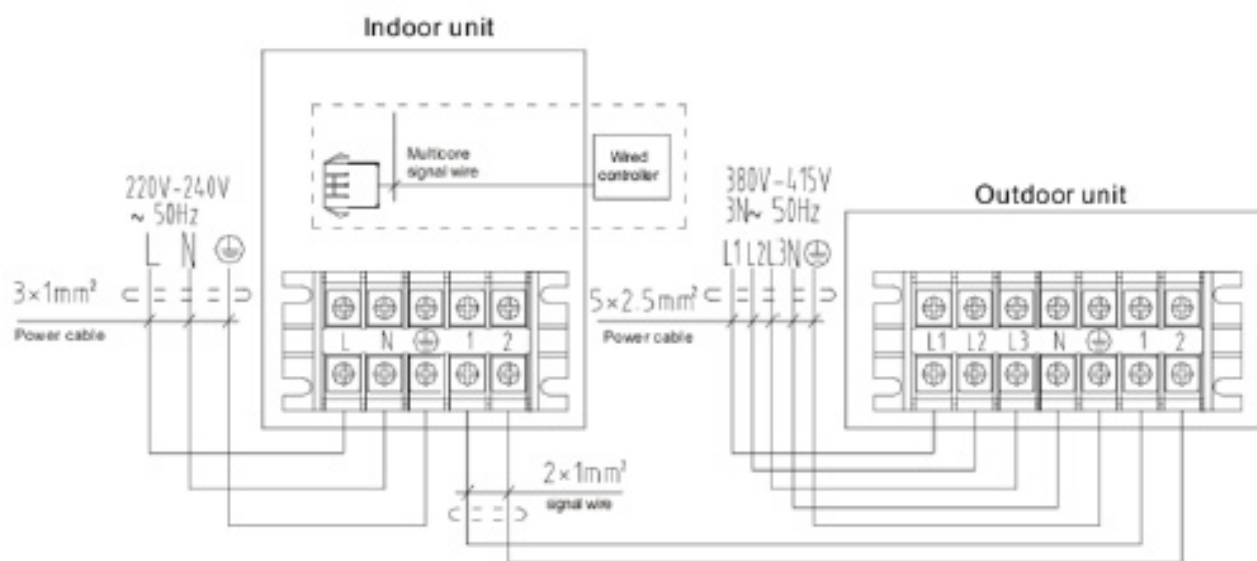 Indoor unit
Multicore
signal wire
Wired
controller
220V-240V
~ 50Hz
L N
3×1mm²
Power cable
L N 1 2
380V-415V
3N~ 50Hz
L1 L2 L3 N
5×2.5mm²
Power cable
Outdoor unit
L1 L2 L3 N 1 2
2×1mm²
signal wire